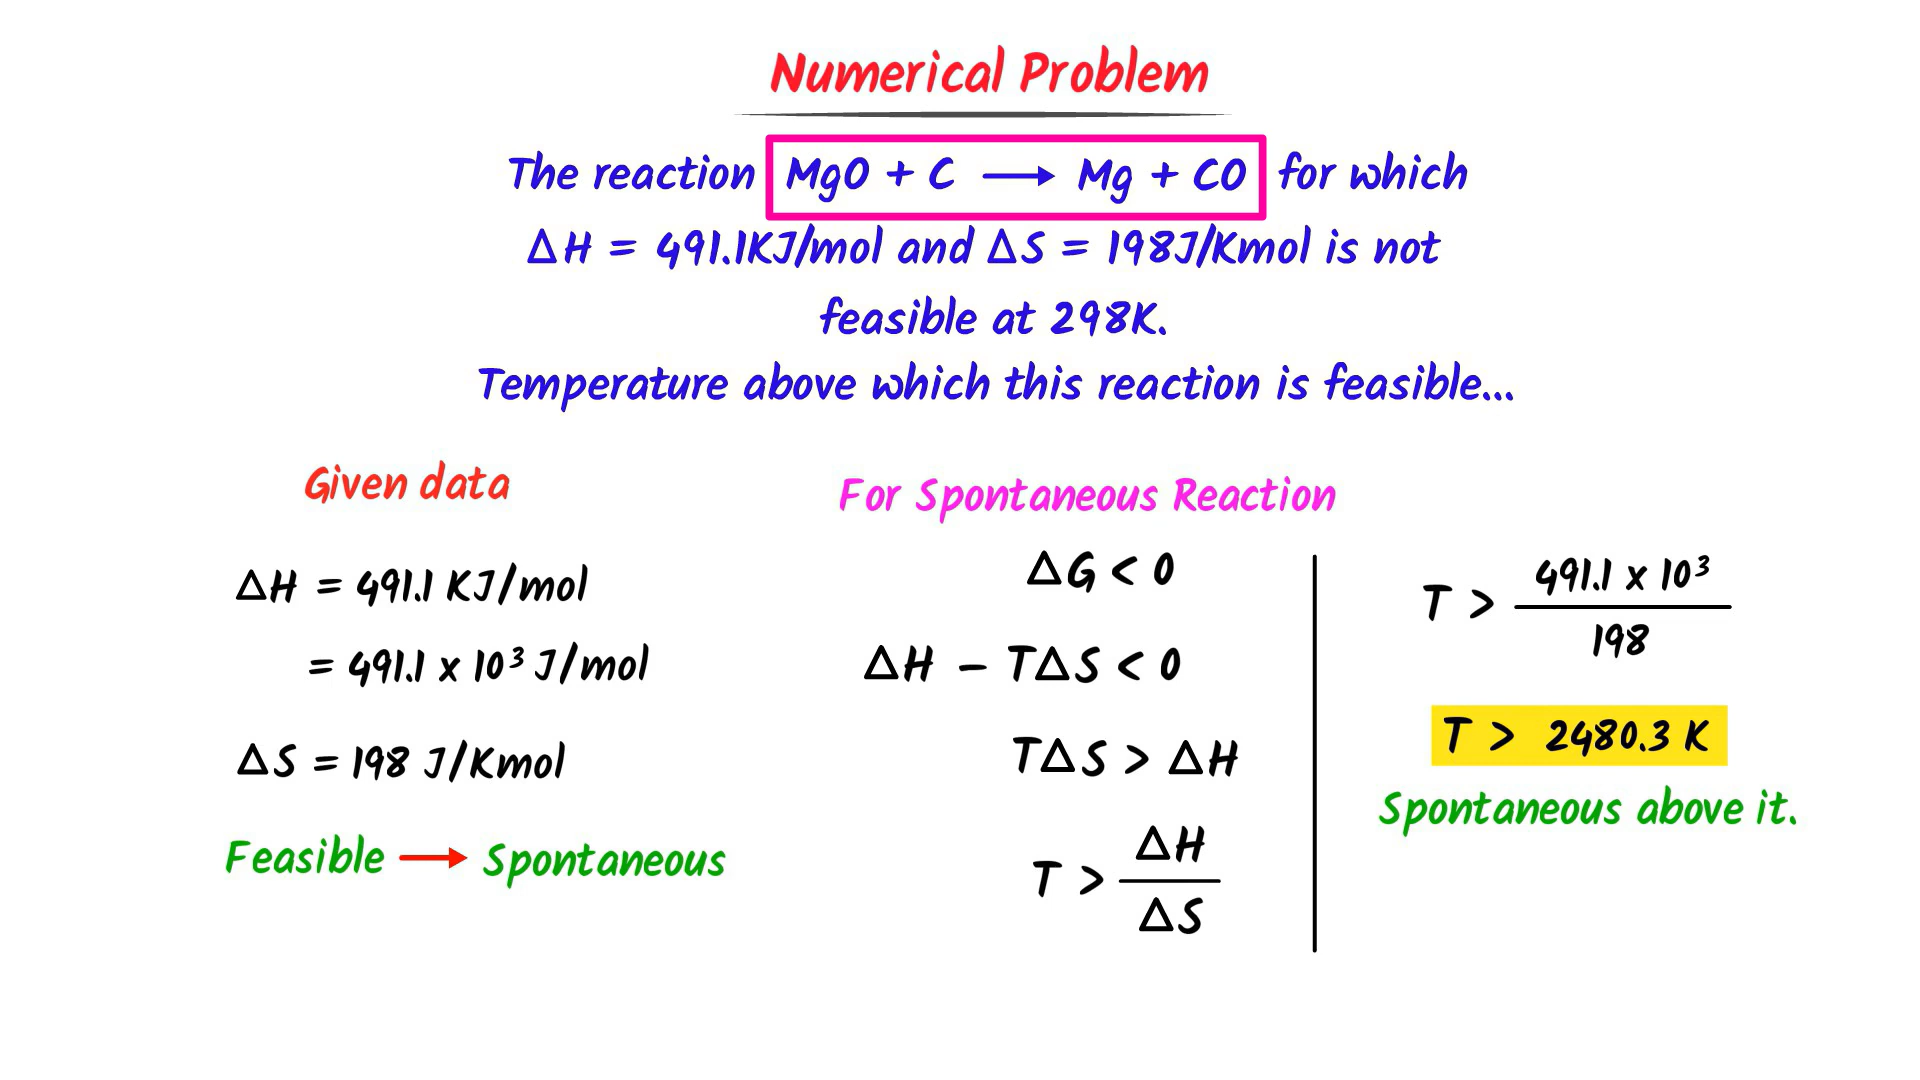 Numerical Problem
The reaction MgO + C ⟶ Mg + CO for which
ΔH = 491.1KJ/mol and ΔS = 198J/Kmol is not
feasible at 298K.
Temperature above which this reaction is feasible...
Given data
ΔH = 491.1 KJ/mol
= 491.1 x 10³ J/mol
ΔS = 198 J/Kmol
Feasible → Spontaneous
For Spontaneous Reaction
ΔG < 0
ΔH - TΔS < 0
TΔS > ΔH
T > ΔH
ΔS
T > 491.1 x 10³
198
T > 2480.3 K
Spontaneous above it.